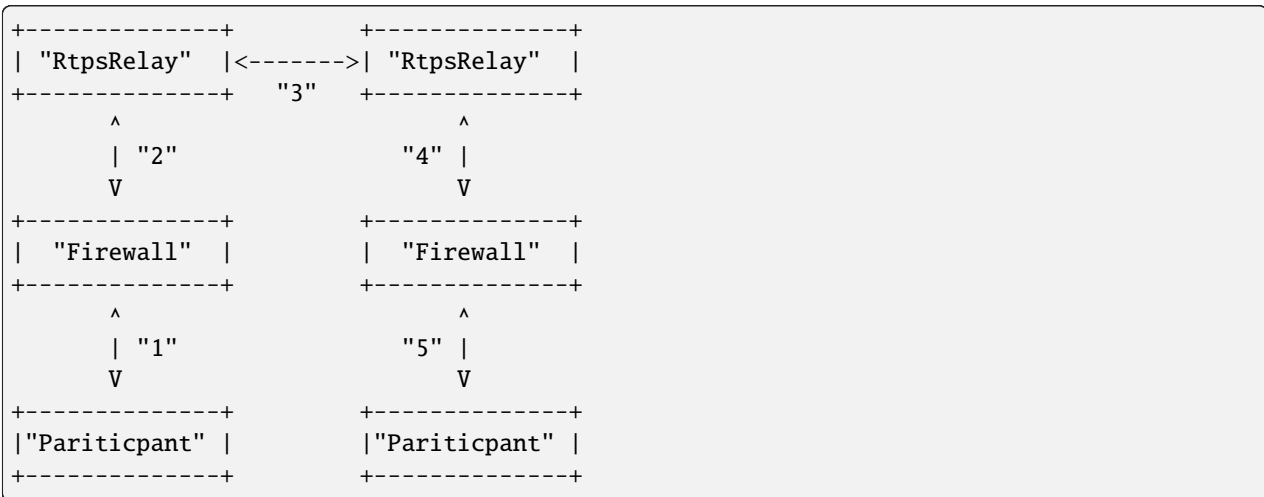 +--------------+ +--------------+
| "RtpsRelay" |<------->| "RtpsRelay" |
+--------------+ "3" +--------------+
^ ^
| "2" "4" |
V V
+--------------+ +--------------+
| "Firewall" | | "Firewall" |
+--------------+ +--------------+
^ ^
| "1" "5" |
V V
+--------------+ +--------------+
|"Pariticpant" | |"Pariticpant" |
+--------------+ +--------------+